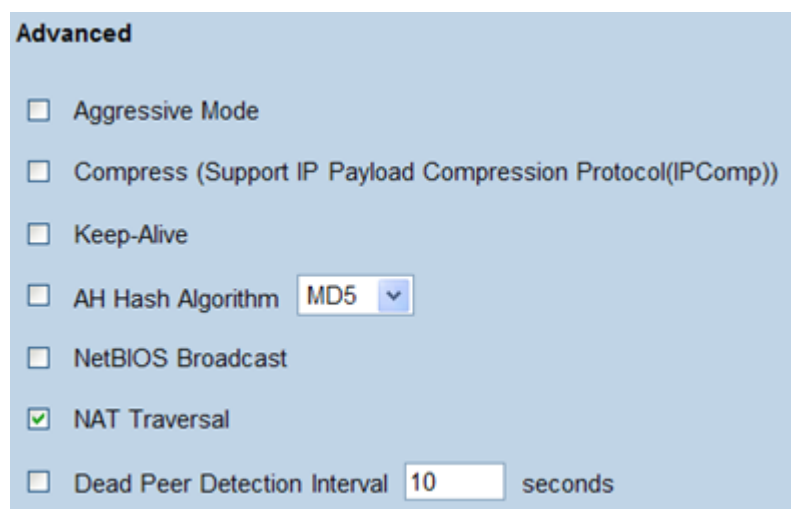 Advanced
Aggressive Mode
Compress (Support IP Payload Compression Protocol(IPComp))
Keep-Alive
AH Hash Algorithm MD5
NetBIOS Broadcast
NAT Traversal
Dead Peer Detection Interval 10 seconds